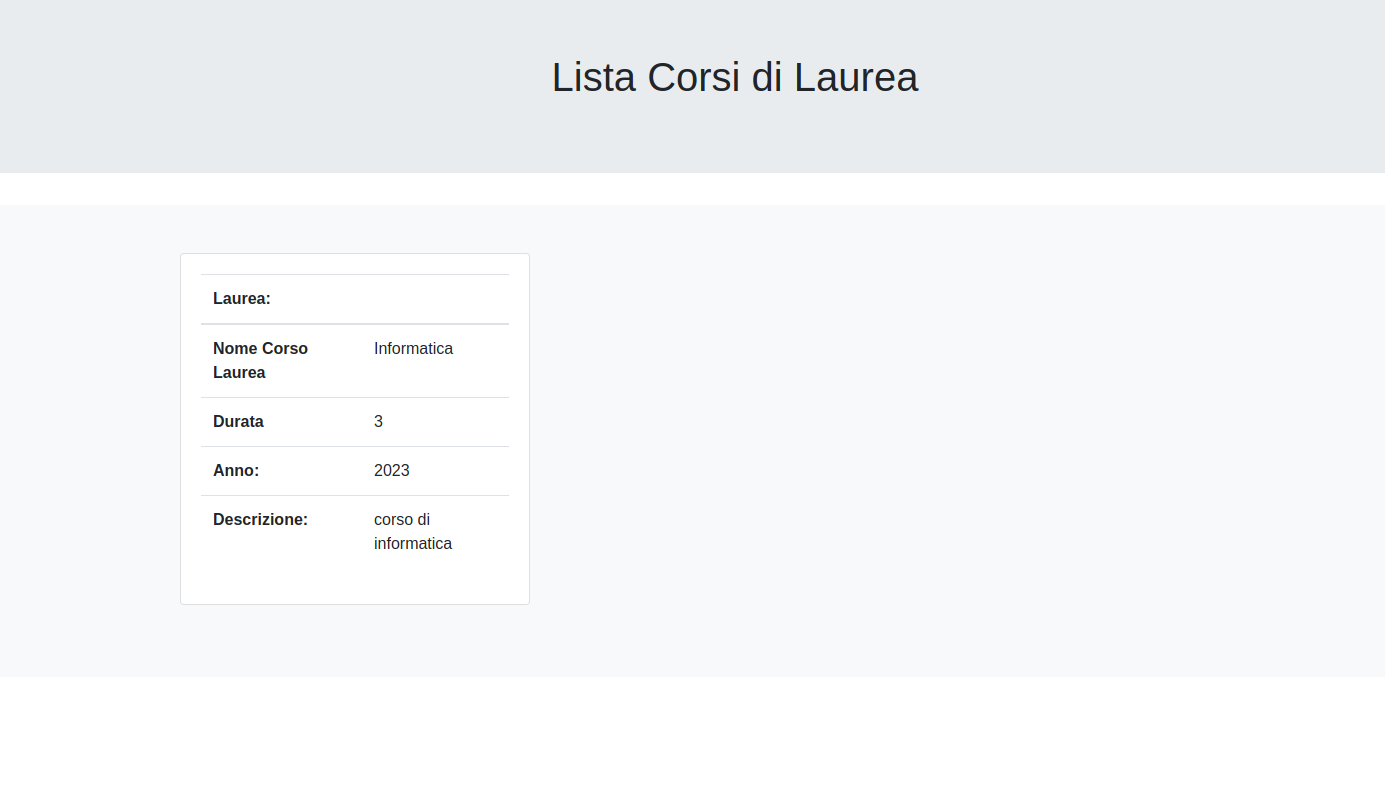 Lista Corsi di Laurea
Laurea:
Nome Corso Informatica
Laurea
Durata 3
Anno: 2023
Descrizione: corso di
informatica